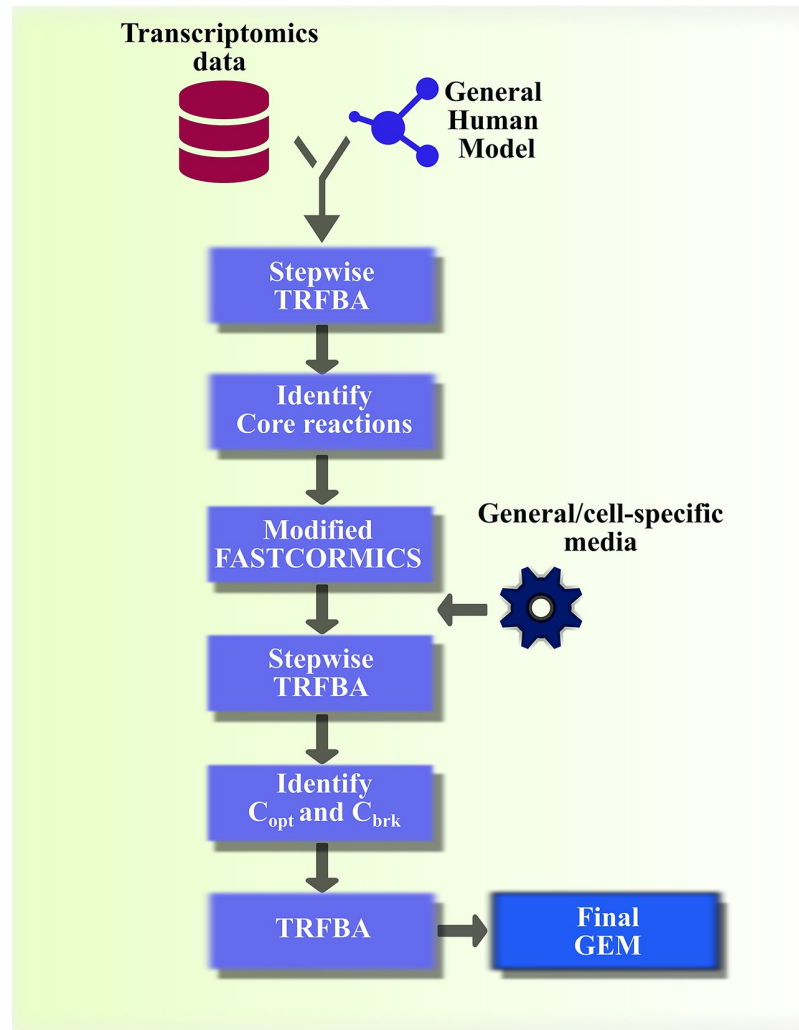 Transcriptomics
data
General
Human
Model
Stepwise
TRFBA
Identify
Core reactions
Modified
FASTCORMICS
General/cell-specific
media
Stepwise
TRFBA
Identify
C_opt and C_brk
TRFBA
Final
GEM